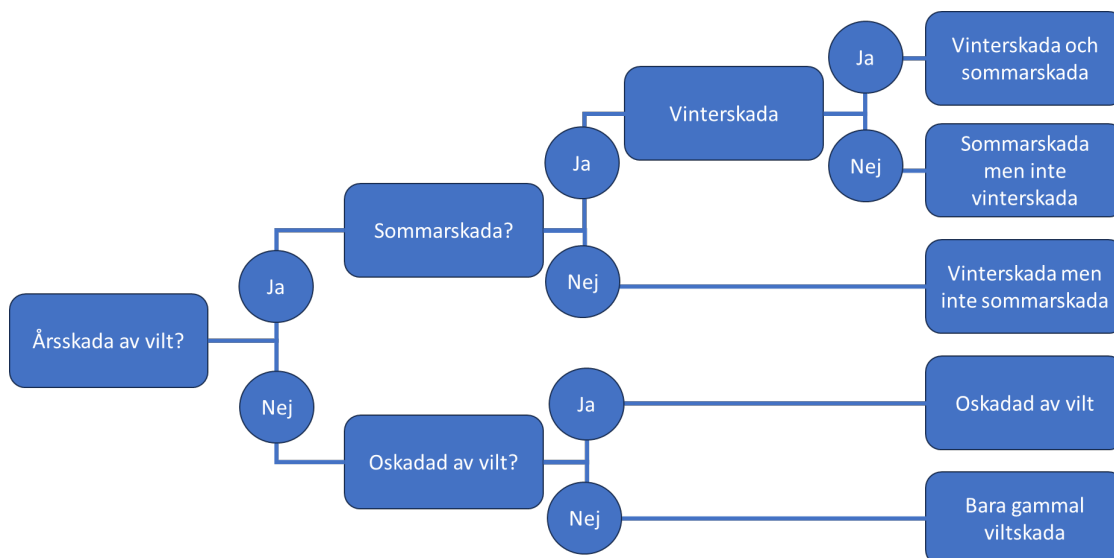 Årsskada av vilt?
Ja
Nej
Sommarskada?
Oskadad av vilt?
Ja
Nej
Ja
Nej
Vinterskada
Ja
Nej
Vinterskada och
sommarskada
Sommarskada
men inte
vinterskada
Vinterskada men
inte sommarskada
Oskadad av vilt
Bara gammal
viltskada